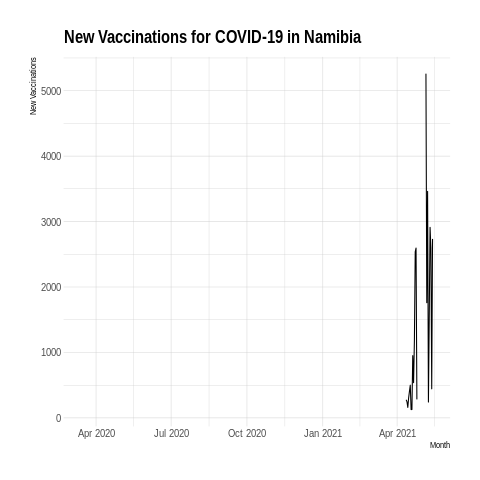 New Vaccinations for COVID-19 in Namibia
New Vaccinations
5000
4000
3000
2000
1000
0
Apr 2020 Jul 2020 Oct 2020 Jan 2021 Apr 2021
Month